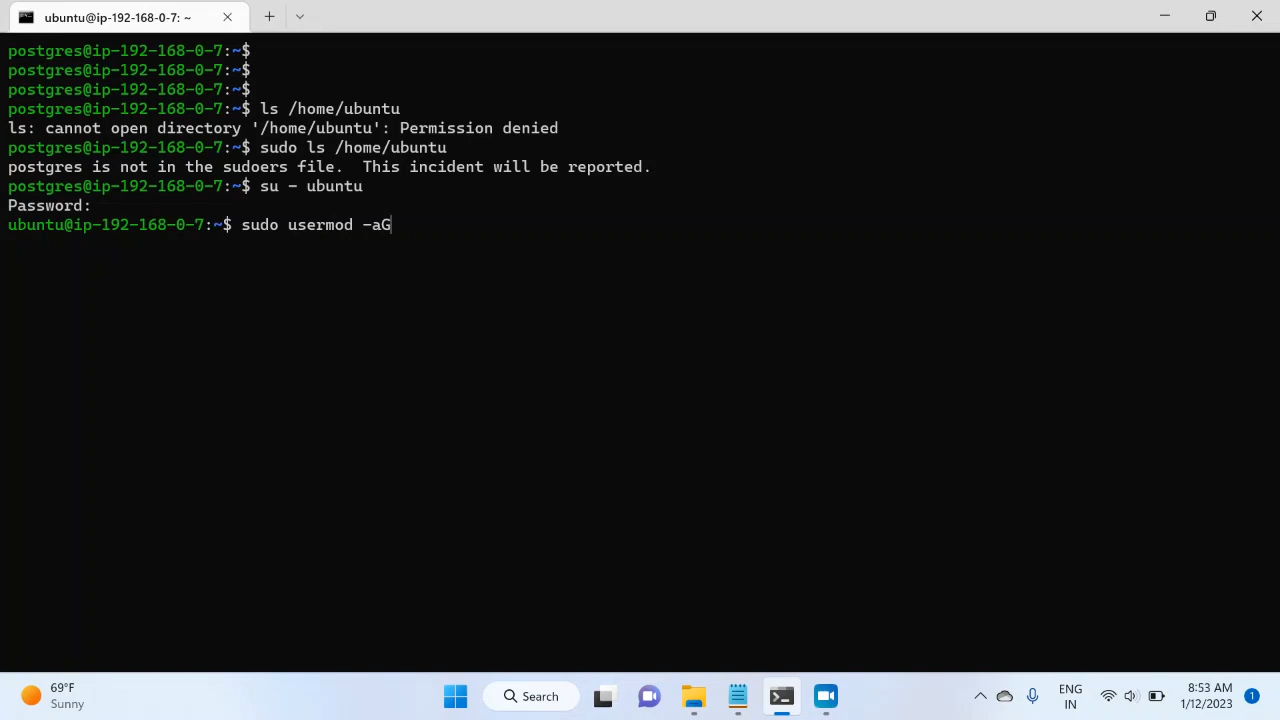 ubuntu@ip-192-168-0-7: ~
postgres@ip-192-168-0-7:~$
postgres@ip-192-168-0-7:~$
postgres@ip-192-168-0-7:~$
postgres@ip-192-168-0-7:~$ ls /home/ubuntu
ls: cannot open directory '/home/ubuntu': Permission denied
postgres@ip-192-168-0-7:~$ sudo ls /home/ubuntu
postgres is not in the sudoers file.  This incident will be reported.
postgres@ip-192-168-0-7:~$ su - ubuntu
Password:
ubuntu@ip-192-168-0-7:~$ sudo usermod -aG
69°F
Sunny
Search
ENG
IN
8:53 AM
1/12/2023
1